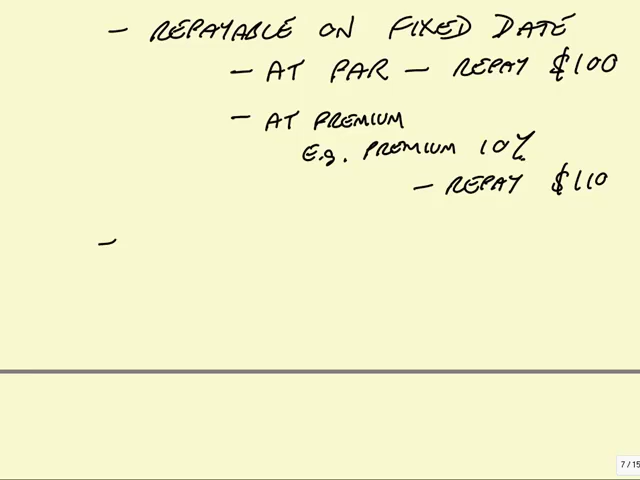 - REPAYABLE ON FIXED DATE
- AT PAR - REPAY $100
- AT PREMIUM
E.g. PREMIUM 10%
- REPAY $110
-
7 / 15